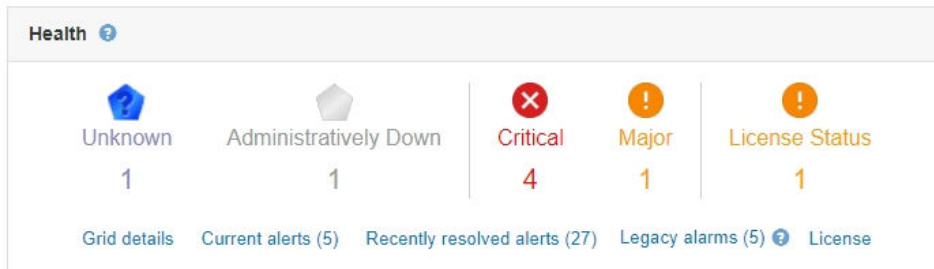 Health ?
?
Unknown Administratively Down Critical Major License Status
1 1 4 1 1
Grid details Current alerts (5) Recently resolved alerts (27) Legacy alarms (5) ? License